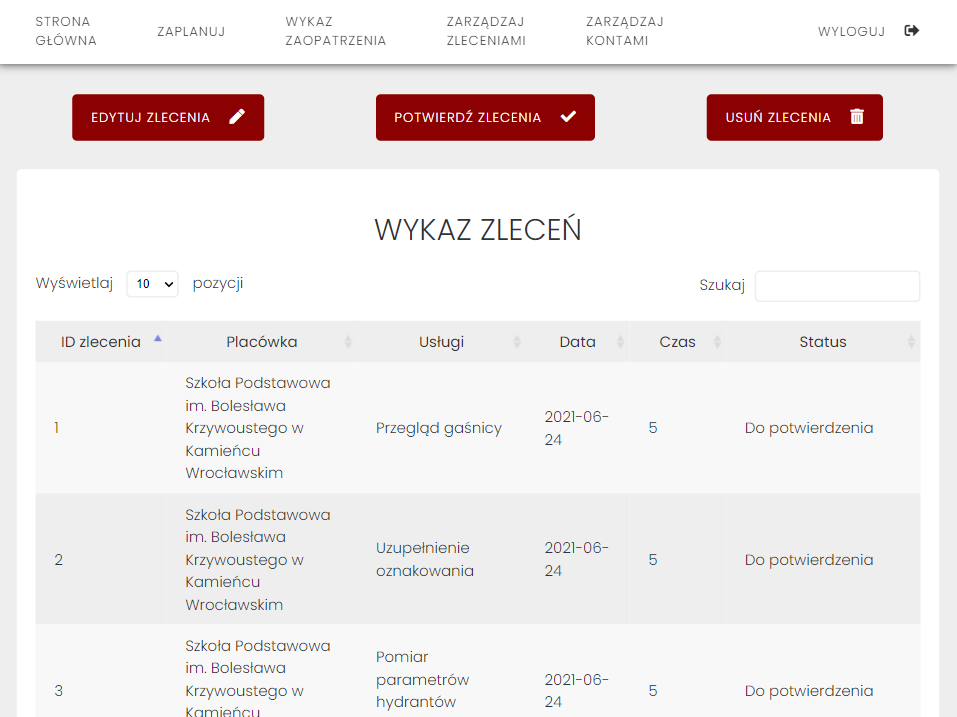 STRONA
GŁÓWNA
ZAPLANUJ
WYKAZ
ZAOPATRZENIA
ZARZĄDZAJ
ZLECENIAMI
ZARZĄDZAJ
KONTAMI
WYLOGUJ
EDYTUJ ZLECENIA
POTWIERDŹ ZLECENIA
USUŃ ZLECENIA
WYKAZ ZLECEŃ
Wyświetlaj 10 pozycji
Szukaj
ID zlecenia Placówka Usługi Data Czas Status
1
Szkoła Podstawowa
im. Bolesława
Krzywoustego w
Kamieńcu
Wrocławskim
Przegląd gaśnicy
2021-06-
24
5
Do potwierdzenia
2
Szkoła Podstawowa
im. Bolesława
Krzywoustego w
Kamieńcu
Wrocławskim
Uzupełnienie
oznakowania
2021-06-
24
5
Do potwierdzenia
3
Szkoła Podstawowa
im. Bolesława
Krzywoustego w
Kamieńcu
Pomiar
parametrów
hydrantów
2021-06-
24
5
Do potwierdzenia